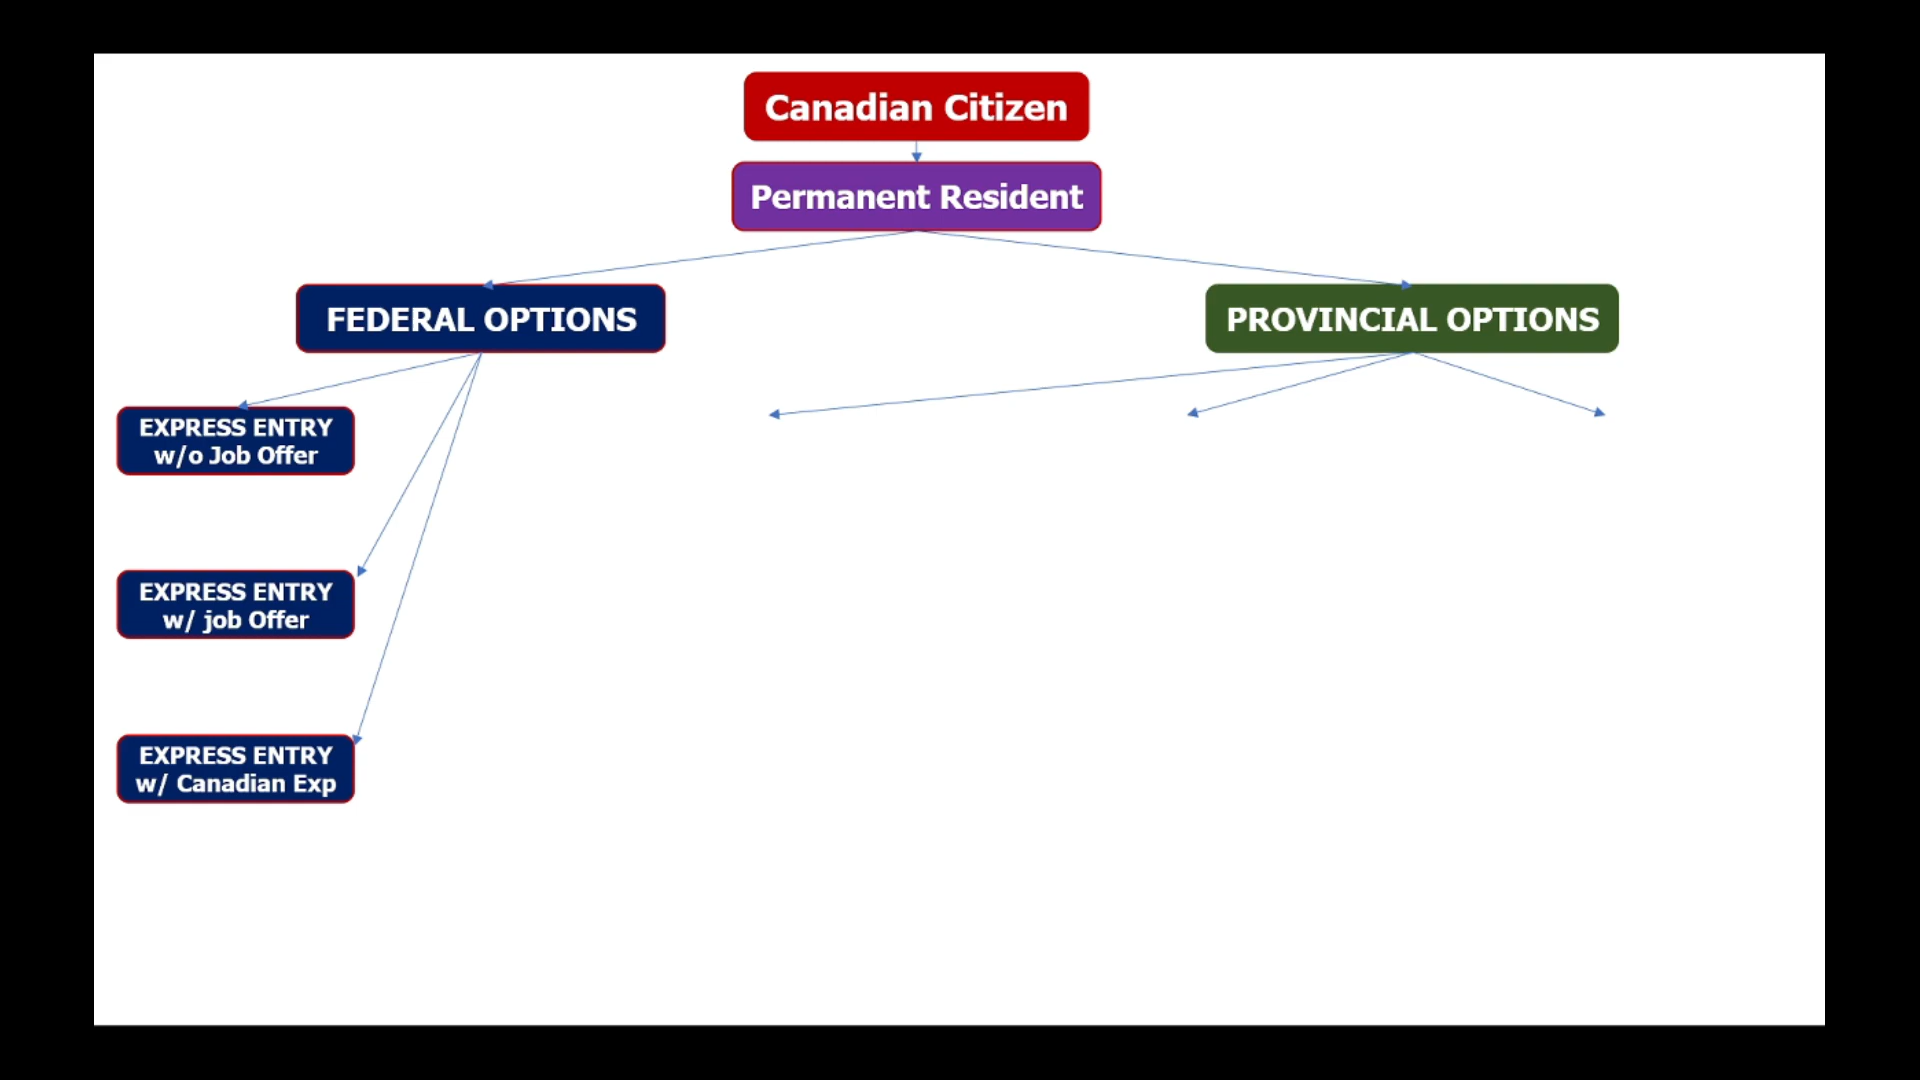 Canadian Citizen
Permanent Resident
FEDERAL OPTIONS
PROVINCIAL OPTIONS
EXPRESS ENTRY
w/o Job Offer
EXPRESS ENTRY
w/ job Offer
EXPRESS ENTRY
w/ Canadian Exp